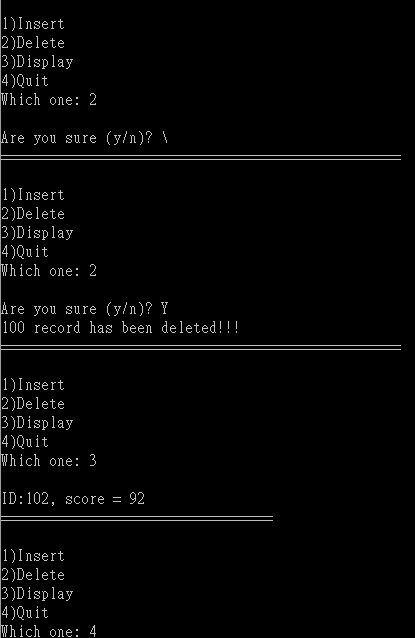 1)Insert
2)Delete
3)Display
4)Quit
Which one: 2
Are you sure (y/n)? \
1)Insert
2)Delete
3)Display
4)Quit
Which one: 2
Are you sure (y/n)? Y
100 record has been deleted!!!
1)Insert
2)Delete
3)Display
4)Quit
Which one: 3
ID:102, score = 92
1)Insert
2)Delete
3)Display
4)Quit
Which one: 4